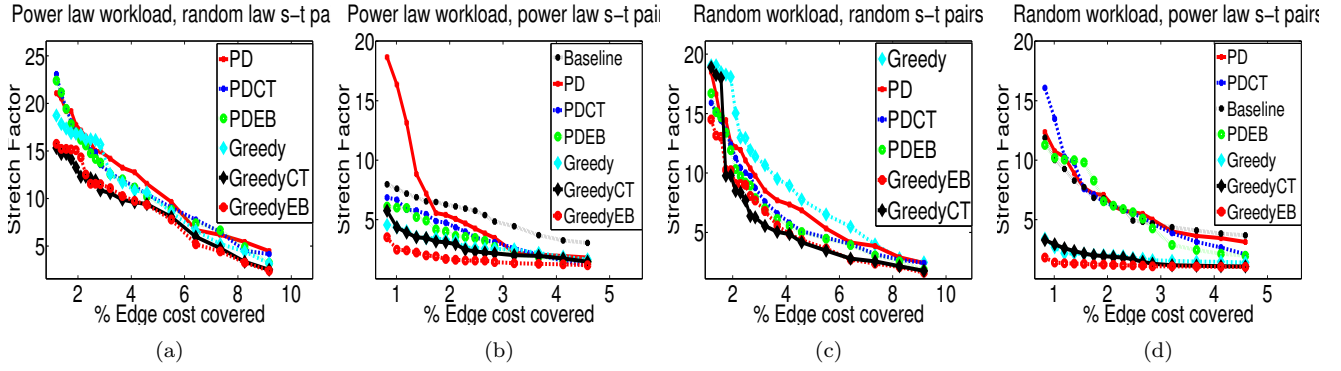 Power law workload, random law s-t pa
Stretch Factor
25
20
15
10
5
2
4
6
8
10
% Edge cost covered
PD
PDCT
PDEB
Greedy
GreedyCT
GreedyEB
(a)
Power law workload, power law s-t pai
Stretch Factor
20
15
10
5
1
2
3
4
5
% Edge cost covered
Baseline
PD
PDCT
PDEB
Greedy
GreedyCT
GreedyEB
(b)
Random workload, random s-t pairs
Stretch Factor
20
15
10
5
2
4
6
8
10
% Edge cost covered
Greedy
PD
PDCT
PDEB
GreedyEB
GreedyCT
(c)
Random workload, power law s-t pairs
Stretch Factor
20
15
10
5
1
2
3
4
5
% Edge cost covered
PD
PDCT
Baseline
PDEB
Greedy
GreedyCT
GreedyEB
(d)